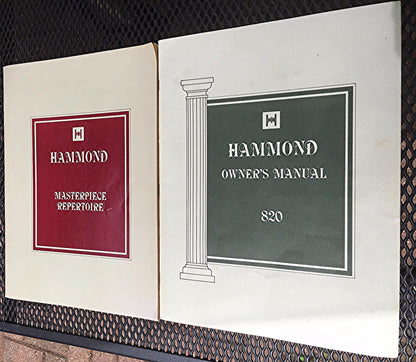 HAMMOND
MASTERPIECE
REPERTOIRE
HAMMOND
OWNER'S MANUAL
820